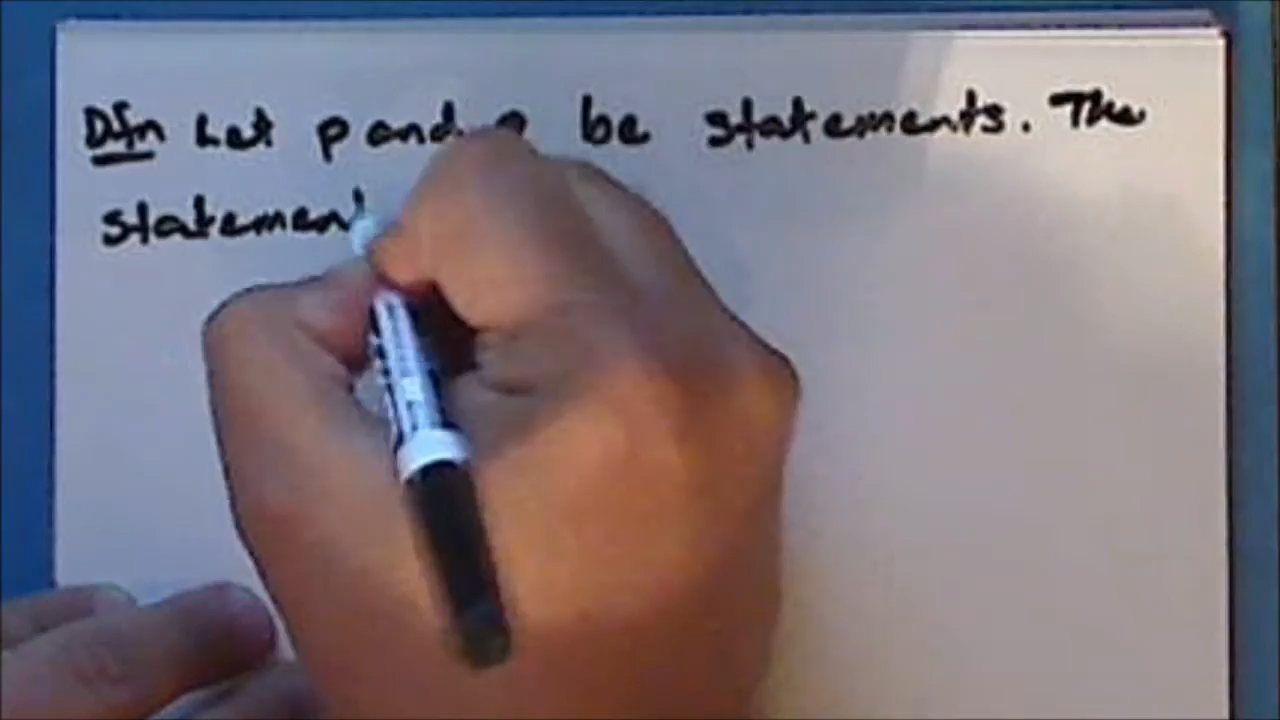 Dfn Let p and be statements. The
statement